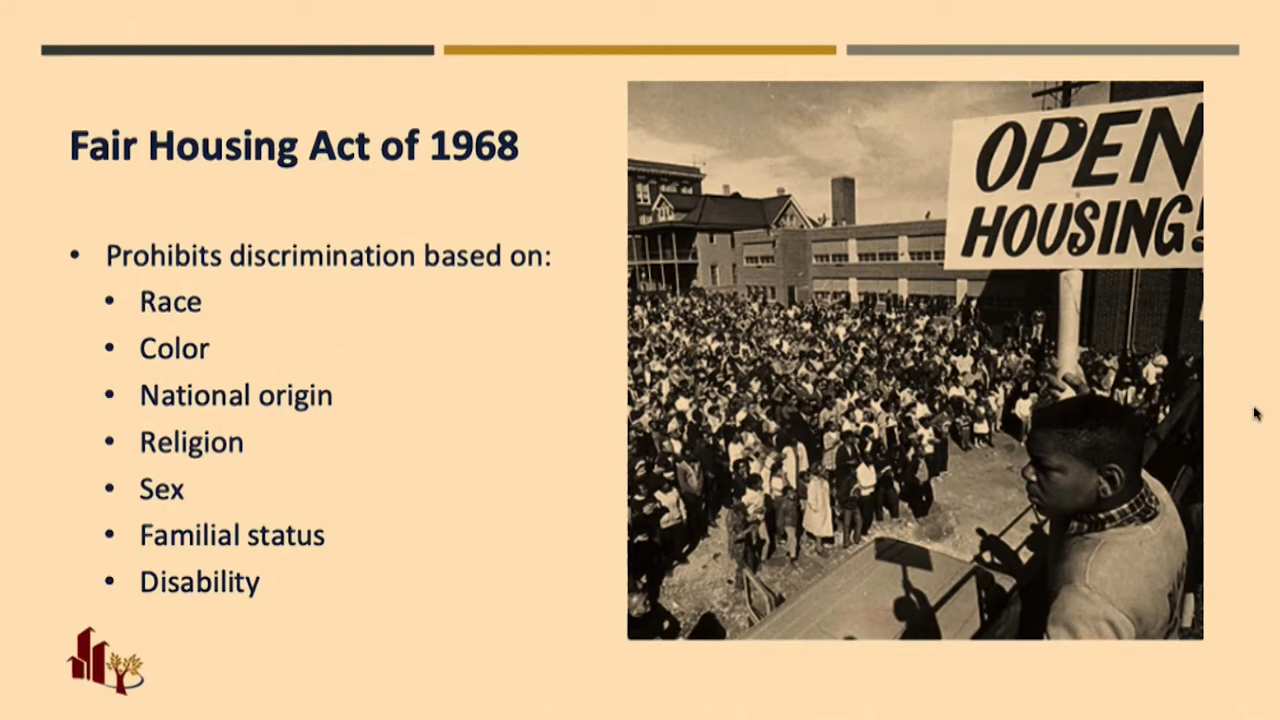 Fair Housing Act of 1968
• Prohibits discrimination based on:
• Race
• Color
• National origin
• Religion
• Sex
• Familial status
• Disability
OPEN
HOUSING!